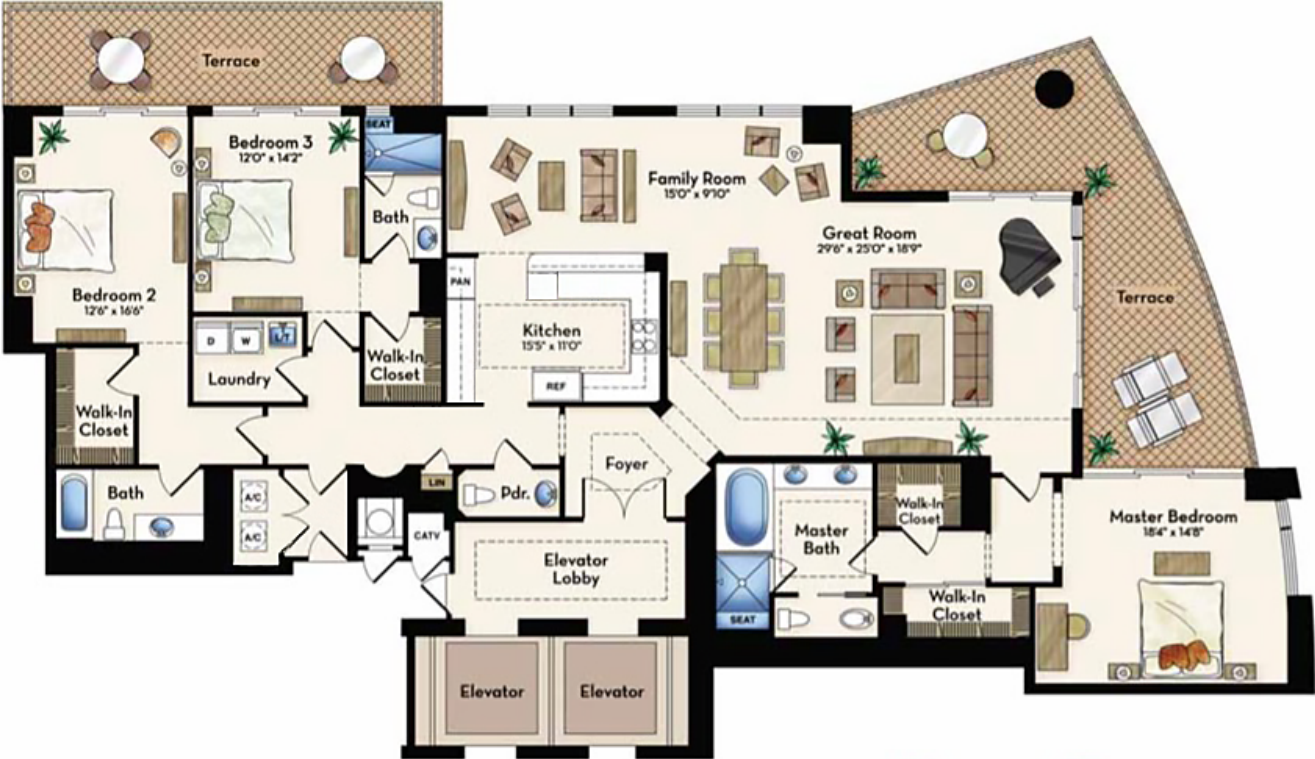 Terrace
SEAT
Bedroom 3
12'0" x 14'2"
Family Room
15'0" x 9'10"
Bath
Great Room
29'6" x 25'0" x 18'9"
PAN
Bedroom 2
12'6" x 16'6"
Terrace
Kitchen
15'5" x 11'0"
D
W
L/T
Laundry
Walk-In
Closet
REF
Walk-In
Closet
Foyer
LIN
Pdr.
Bath
A/C
A/C
CATV
Walk-In
Closet
Master
Bath
Master Bedroom
18'4" x 14'8"
Elevator
Lobby
Walk-In
Closet
SEAT
Elevator
Elevator